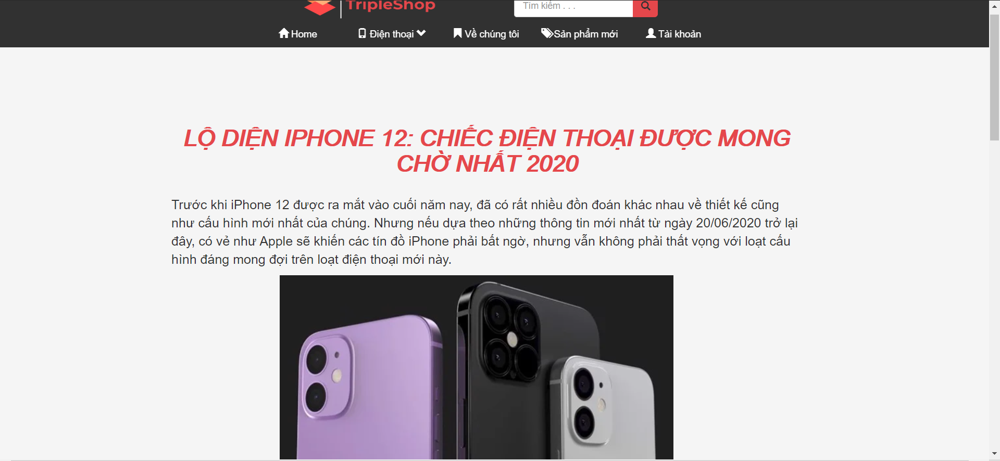 TripleShop
Tìm kiếm . . .
Home Điện thoại Về chúng tôi Sản phẩm mới Tài khoản
LỘ DIỆN IPHONE 12: CHIẾC ĐIỆN THOẠI ĐƯỢC MONG
CHỜ NHẤT 2020
Trước khi iPhone 12 được ra mắt vào cuối năm nay, đã có rất nhiều đồn đoán khác nhau về thiết kế cũng
như cấu hình mới nhất của chúng. Nhưng nếu dựa theo những thông tin mới nhất từ ngày 20/06/2020 trở lại
đây, có vẻ như Apple sẽ khiến các tín đồ iPhone phải bất ngờ, nhưng vẫn không phải thất vọng với loạt cấu
hình đáng mong đợi trên loạt điện thoại mới này.